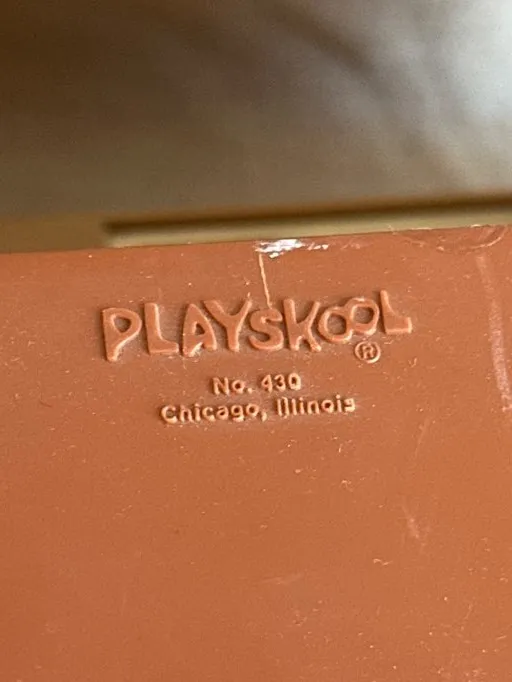 PLAYSKOOL®
No. 430
Chicago, Illinois